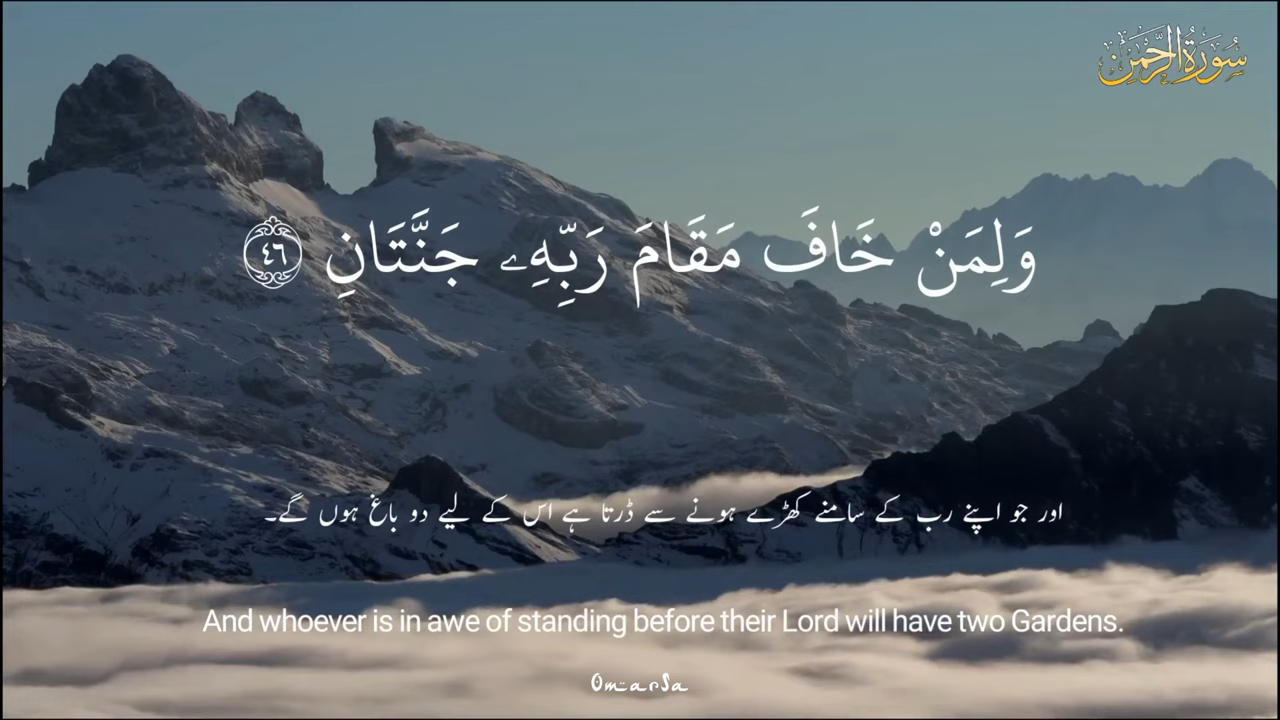 سُورَةُ الرَّحْمَٰن
وَلِمَنْ خَافَ مَقَامَ رَبِّهِۦ جَنَّتَانِ ٤٦
اور جو اپنے رب کے سامنے کھڑے ہونے سے ڈرتا ہے اس کے لیے دو باغ ہوں گے۔
And whoever is in awe of standing before their Lord will have two Gardens.
OmarSa